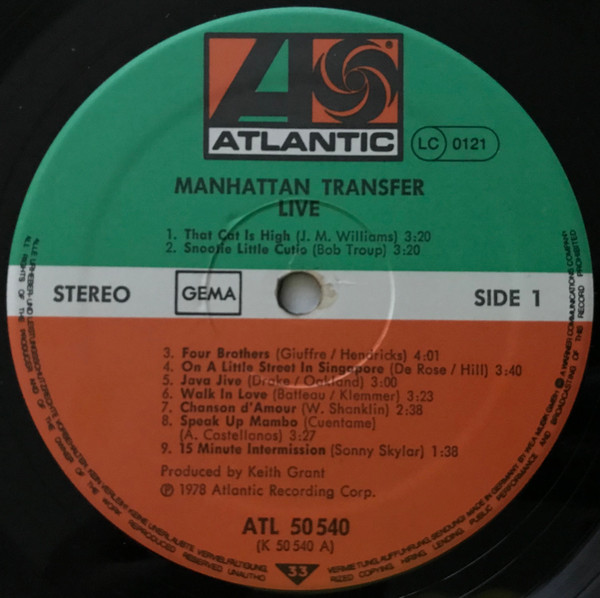 ATLANTIC
LC 0121
MANHATTAN TRANSFER
LIVE
1. That Cat Is High (J. M. Williams) 3:20
2. Snootie Little Cutie (Bob Troup) 3:20
STEREO GEMA SIDE 1
3. Four Brothers (Giuffre / Hendricks) 4:01
4. On A Little Street In Singapore (De Rose / Hill) 3:40
5. Java Jive (Drake / Oakland) 3:00
6. Walk In Love (Batteau / Klemmer) 3:23
7. Chanson d'Amour (W. Shanklin) 2:38
8. Speak Up Mambo (Cuentame)
(A. Castellonos) 3:27
9. 15 Minute Intermission (Sonny Skylar) 1:38
Produced by Keith Grant
℗ 1978 Atlantic Recording Corp.
ATL 50 540
(K 50 540 A)
33